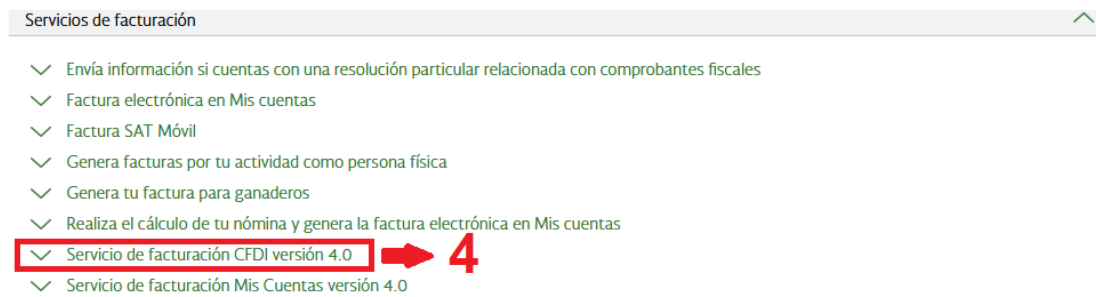 Servicios de facturación
Envía información si cuentas con una resolución particular relacionada con comprobantes fiscales
Factura electrónica en Mis cuentas
Factura SAT Móvil
Genera facturas por tu actividad como persona física
Genera tu factura para ganaderos
Realiza el cálculo de tu nómina y genera la factura electrónica en Mis cuentas
Servicio de facturación CFDI versión 4.0 4
Servicio de facturación Mis Cuentas versión 4.0